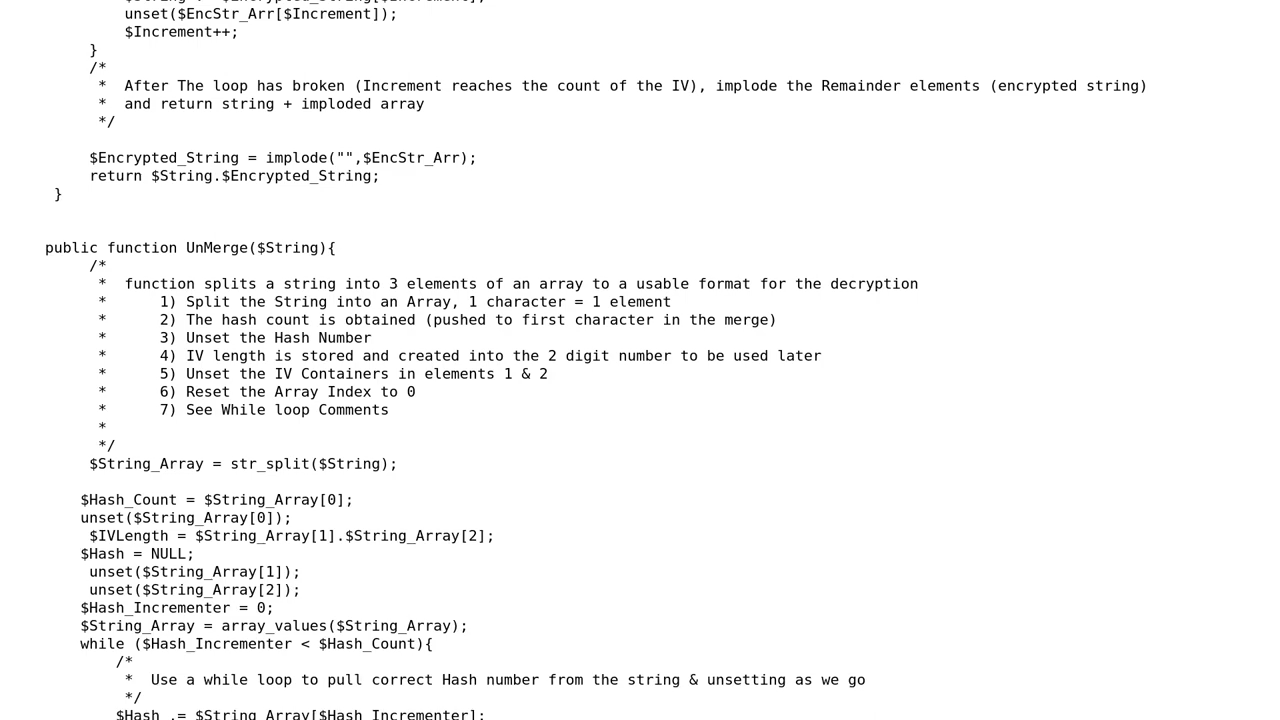 unset($EncStr_Arr[$Increment]);
$Increment++;
}
/*
* After The loop has broken (Increment reaches the count of the IV), implode the Remainder elements (encrypted string)
* and return string + imploded array
*/
$Encrypted_String = implode("",$EncStr_Arr);
return $String.$Encrypted_String;
}
public function UnMerge($String){
/*
* function splits a string into 3 elements of an array to a usable format for the decryption
* 1) Split the String into an Array, 1 character = 1 element
* 2) The hash count is obtained (pushed to first character in the merge)
* 3) Unset the Hash Number
* 4) IV length is stored and created into the 2 digit number to be used later
* 5) Unset the IV Containers in elements 1 & 2
* 6) Reset the Array Index to 0
* 7) See While loop Comments
*
*/
$String_Array = str_split($String);
$Hash_Count = $String_Array[0];
unset($String_Array[0]);
$IVLength = $String_Array[1].$String_Array[2];
$Hash = NULL;
unset($String_Array[1]);
unset($String_Array[2]);
$Hash_Incrementer = 0;
$String_Array = array_values($String_Array);
while ($Hash_Incrementer < $Hash_Count){
/*
* Use a while loop to pull correct Hash number from the string & unsetting as we go
*/
$Hash .= $String_Array[$Hash_Incrementer];